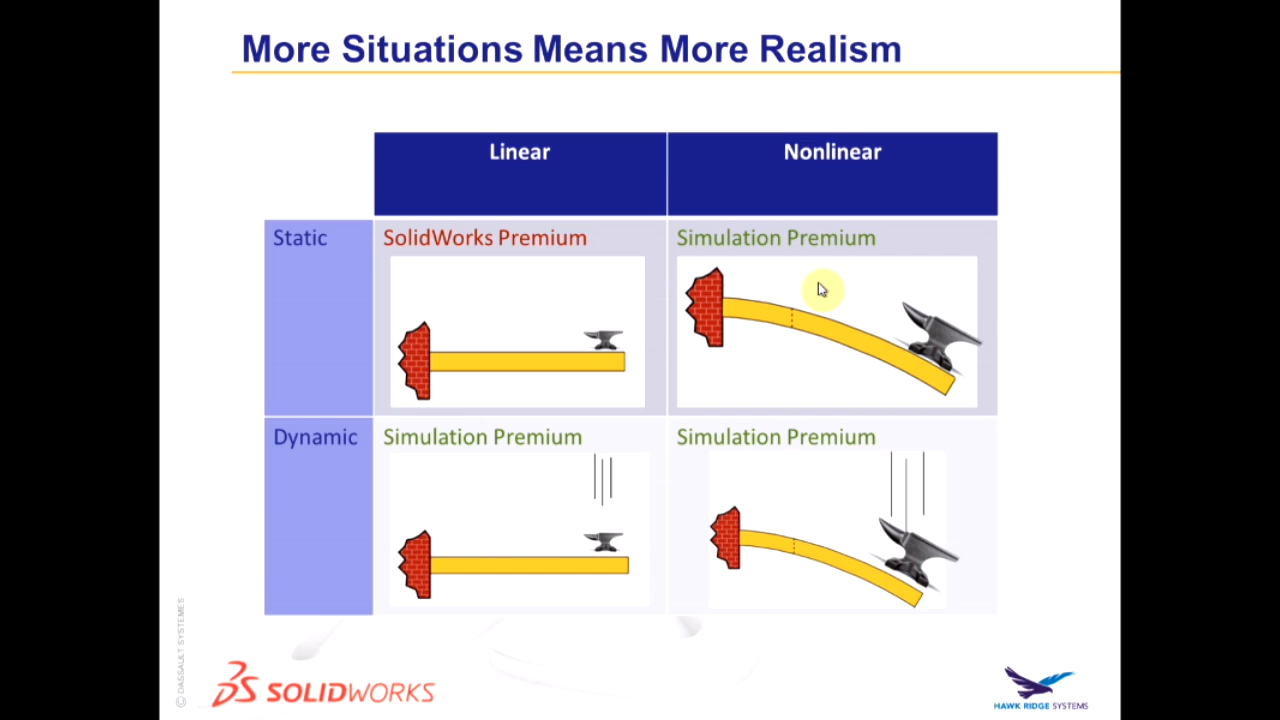 More Situations Means More Realism
Linear
Nonlinear
Static
SolidWorks Premium
Simulation Premium
Dynamic
Simulation Premium
Simulation Premium
© DASSAULT SYSTEMES
SOLIDWORKS
HAWK RIDGE SYSTEMS